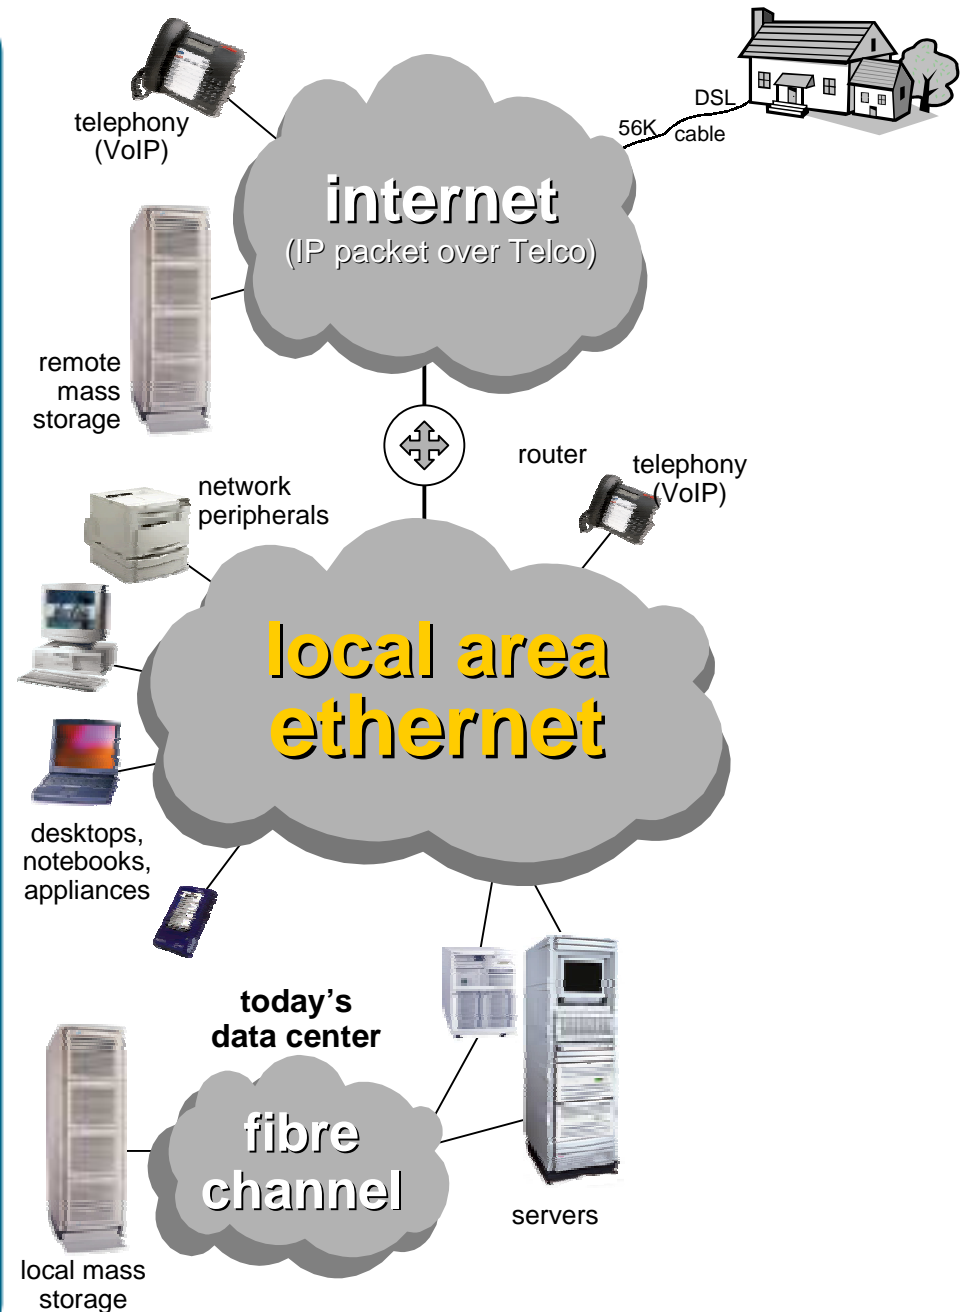 telephony
(VoIP)
DSL
56K
cable
internet
(IP packet over Telco)
remote
mass
storage
router
telephony
(VoIP)
network
peripherals
local area
ethernet
desktops,
notebooks,
appliances
today's
data center
fibre
channel
servers
local mass
storage